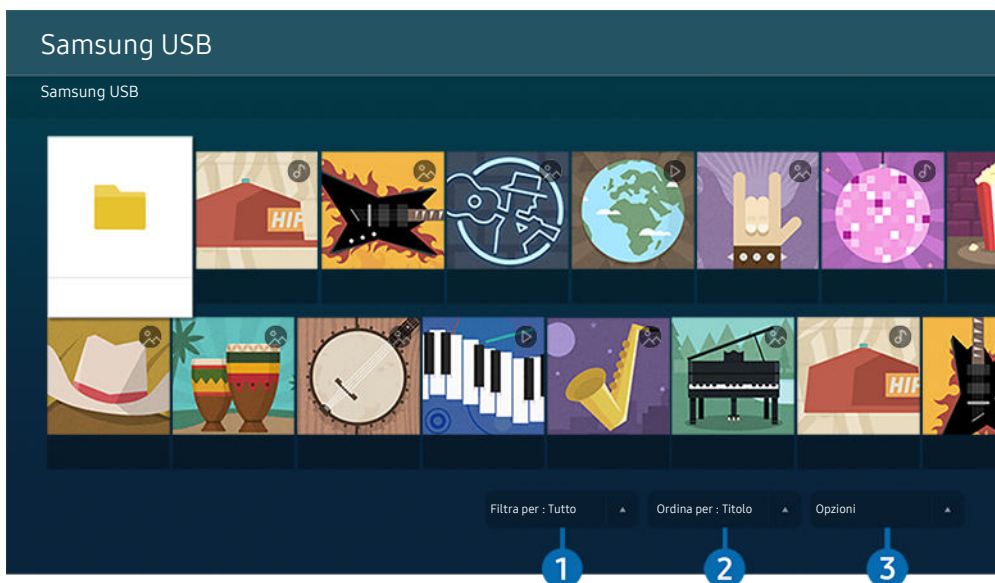 Samsung USB
Samsung USB
HIP
HIP
Filtra per : Tutto
Ordina per : Titolo
Opzioni
1
2
3